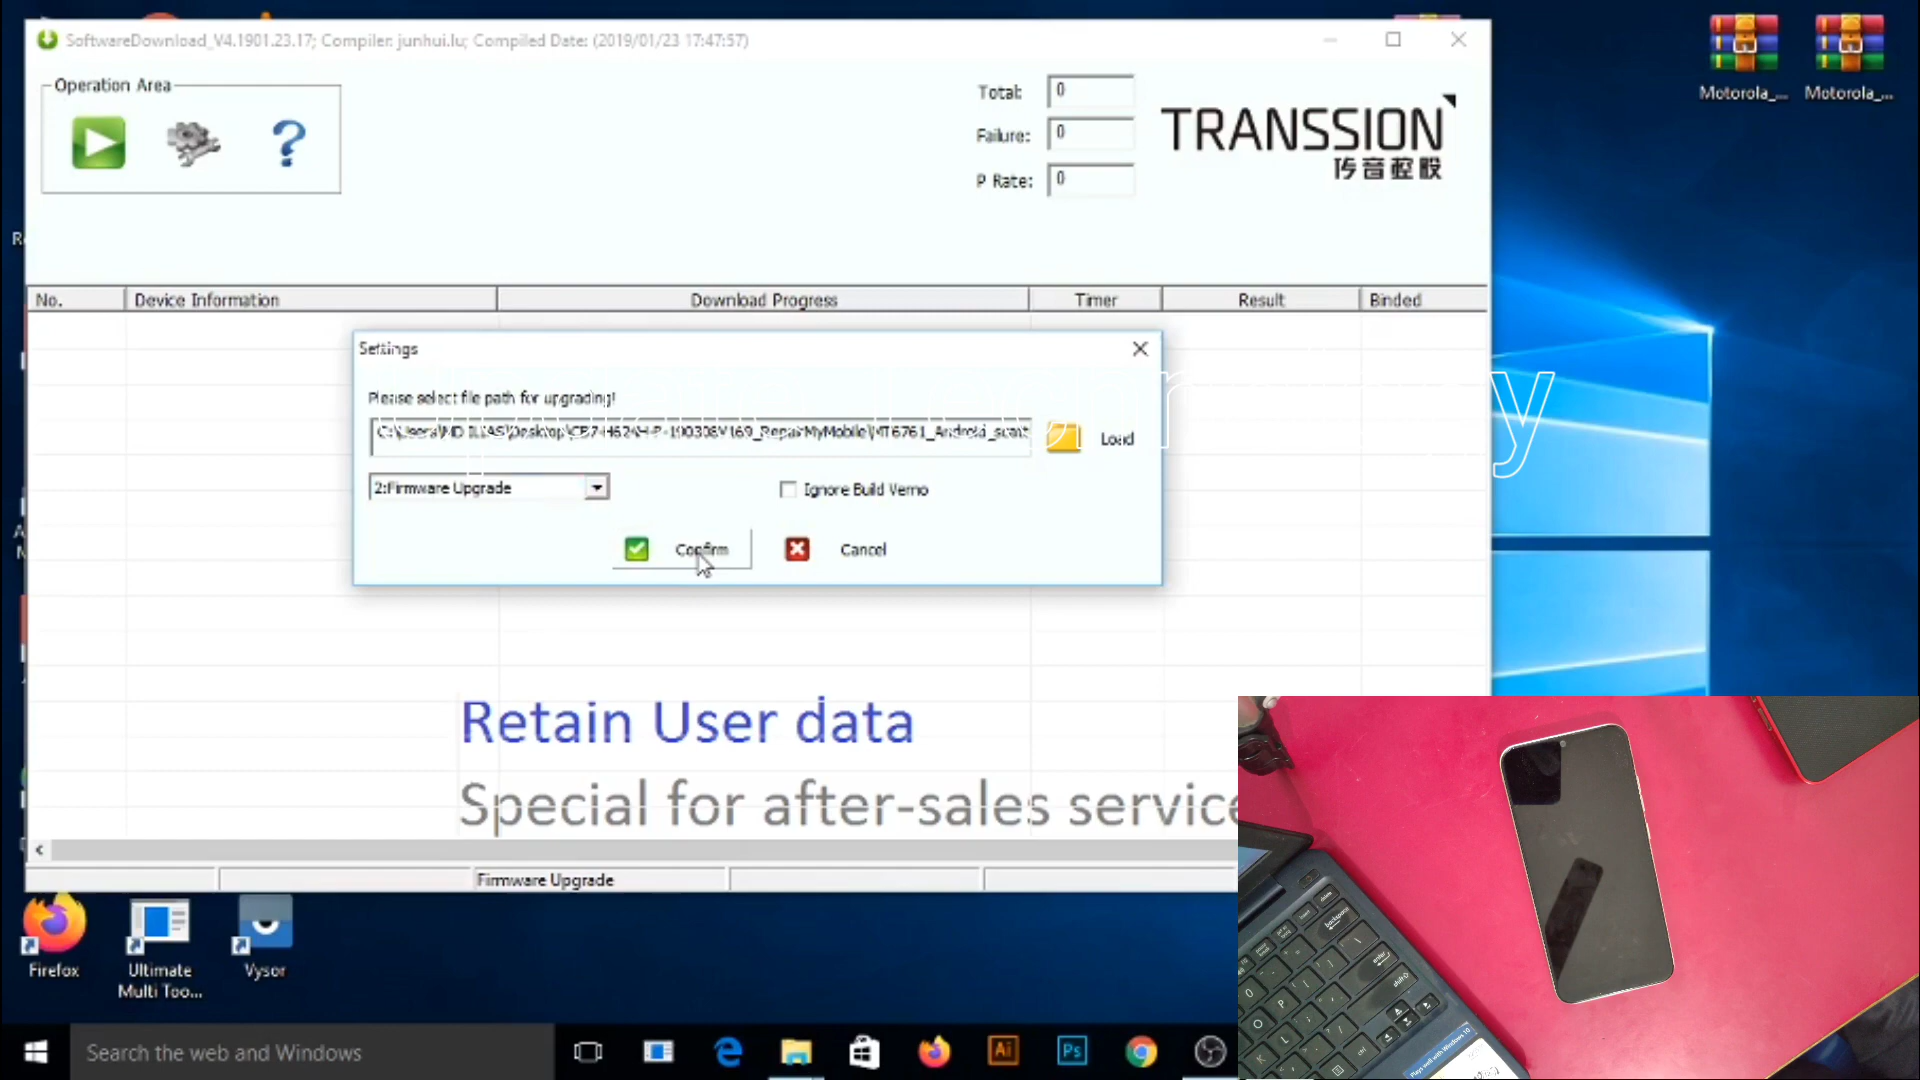 SoftwareDownload_V4.1901.23.17; Compiler: junhui.lu; Compiled Date: (2019/01/23 17:47:57)
Operation Area
Total: 0
Failure: 0
P Rate: 0
TRANSSION
传音控股
Motorola_...
Motorola_...
No. Device Information Download Progress Timer Result Binded
Settings
Please select file path for upgrading!
Load
2:Firmware Upgrade
Ignore Build Verno
Confirm
Cancel
Retain User data
Special for after-sales service
Firmware Upgrade
Firefox
Ultimate
Multi Too...
Vysor
Search the web and Windows
Ai
Ps